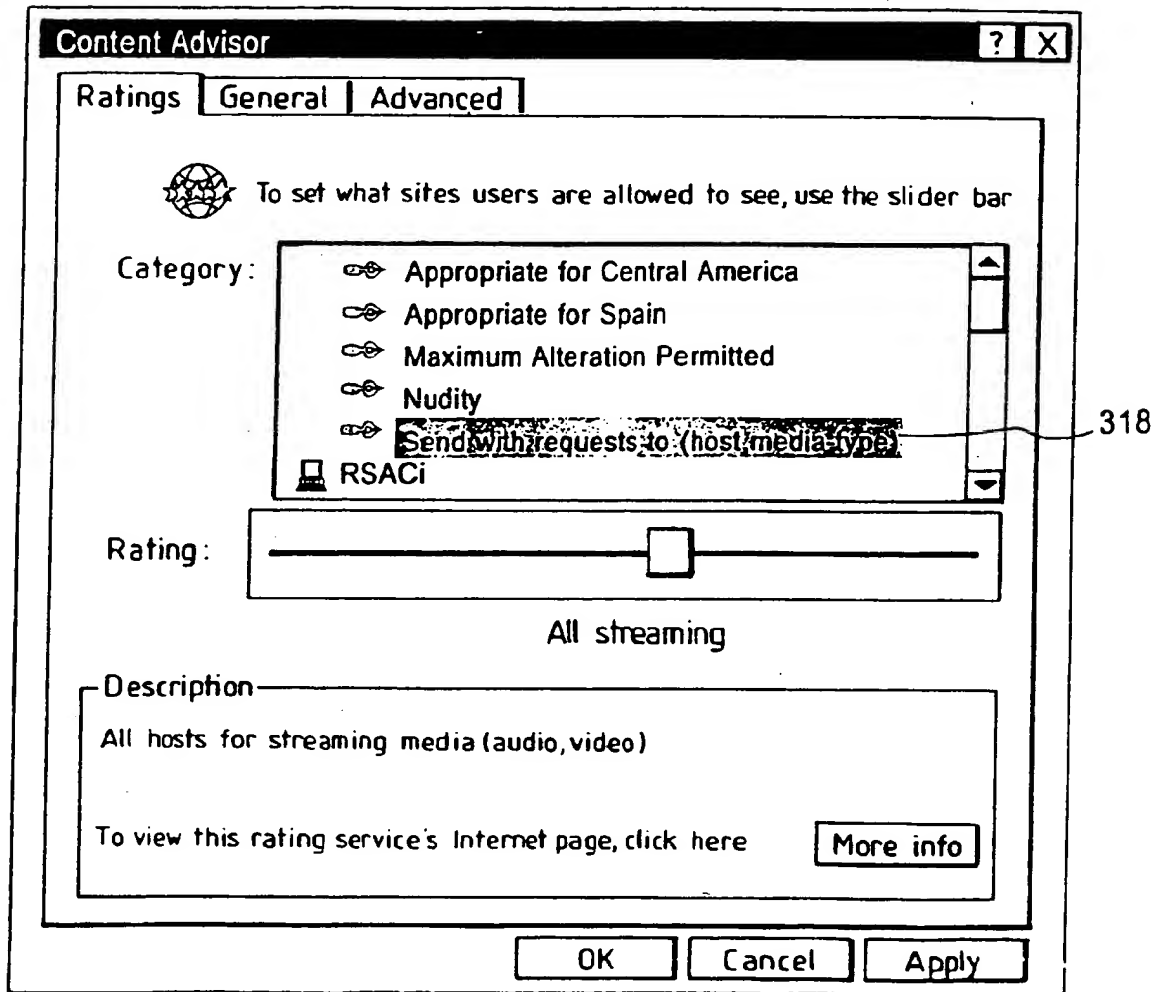 Content Advisor ? X
Ratings General Advanced
To set what sites users are allowed to see, use the slider bar
Category:
Appropriate for Central America
Appropriate for Spain
Maximum Alteration Permitted
Nudity
Send with requests to (host media-type)
318
RSACi
Rating:
All streaming
Description
All hosts for streaming media (audio, video)
To view this rating service's Internet page, click here More info
OK Cancel Apply